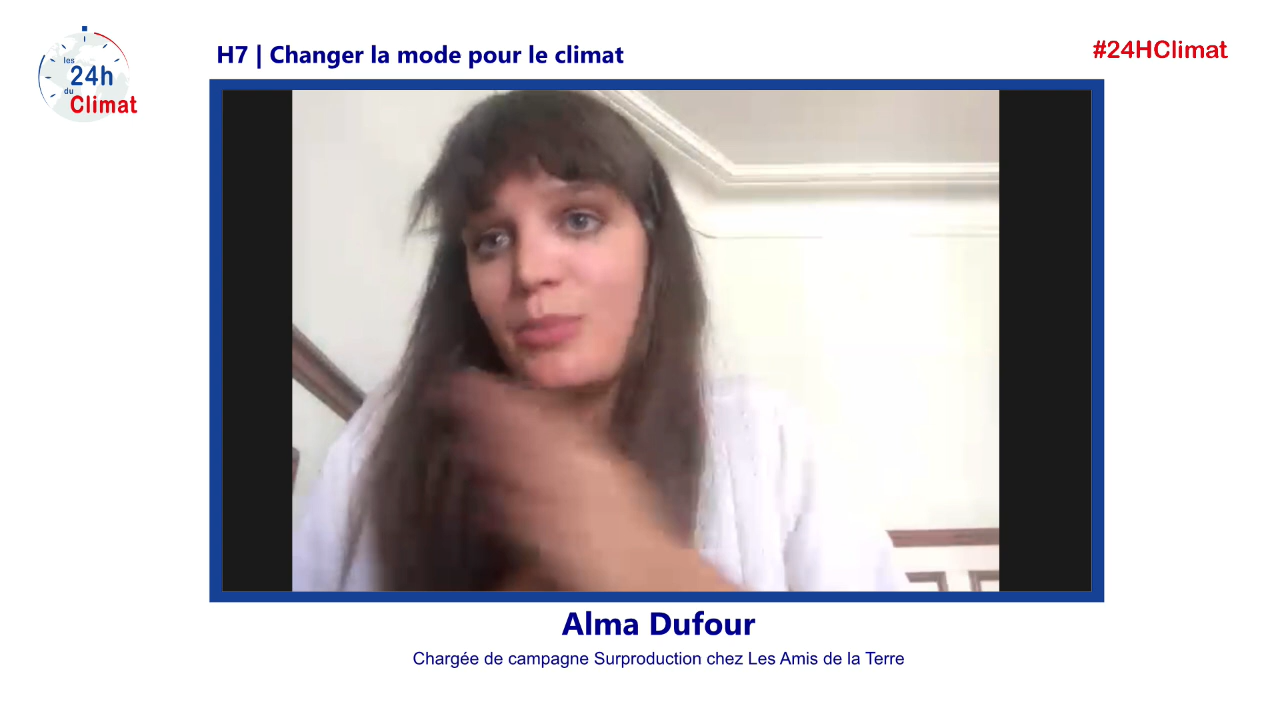 les
24h
du
Climat
H7 | Changer la mode pour le climat
#24HClimat
Alma Dufour
Chargée de campagne Surproduction chez Les Amis de la Terre